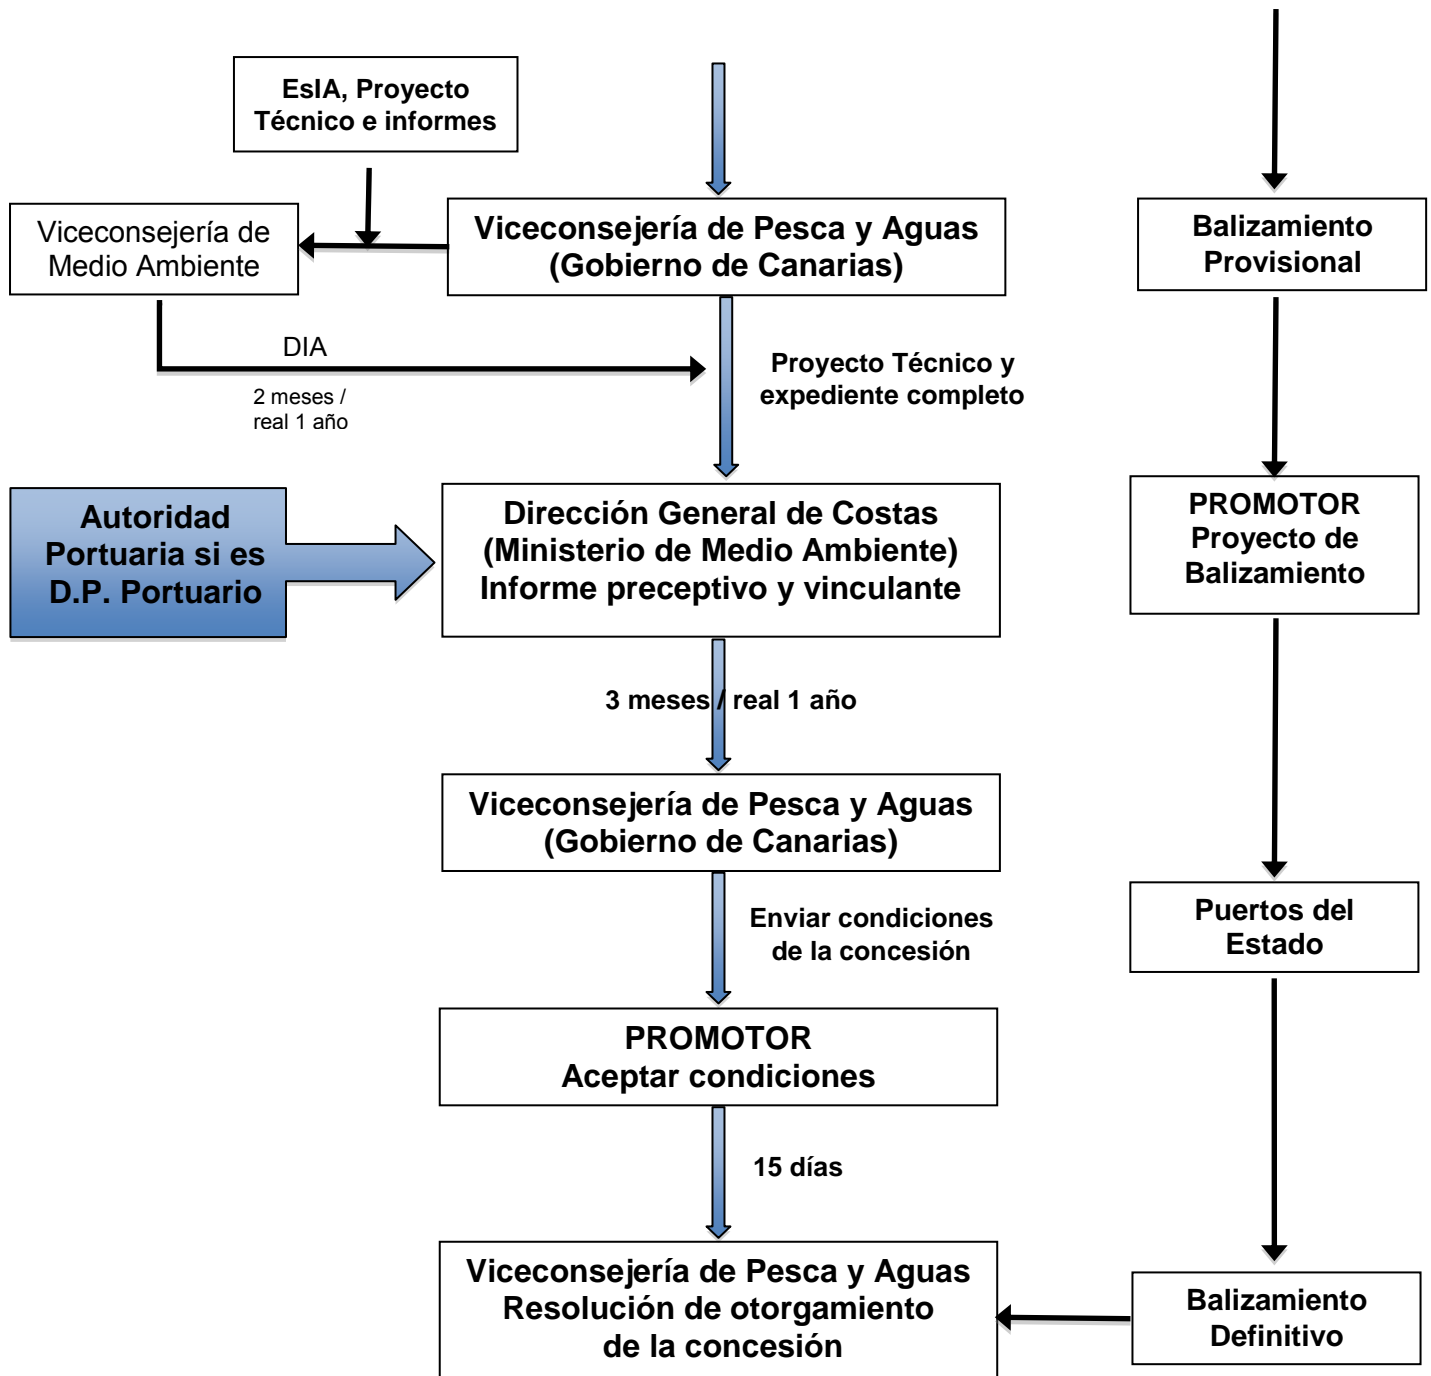 EsIA, Proyecto
Técnico e informes
Viceconsejería de
Medio Ambiente
Viceconsejería de Pesca y Aguas
(Gobierno de Canarias)
Balizamiento
Provisional
DIA
2 meses /
real 1 año
Proyecto Técnico y
expediente completo
Autoridad
Portuaria si es
D.P. Portuario
Dirección General de Costas
(Ministerio de Medio Ambiente)
Informe preceptivo y vinculante
PROMOTOR
Proyecto de
Balizamiento
3 meses / real 1 año
Viceconsejería de Pesca y Aguas
(Gobierno de Canarias)
Enviar condiciones
de la concesión
Puertos del
Estado
PROMOTOR
Aceptar condiciones
15 días
Viceconsejería de Pesca y Aguas
Resolución de otorgamiento
de la concesión
Balizamiento
Definitivo